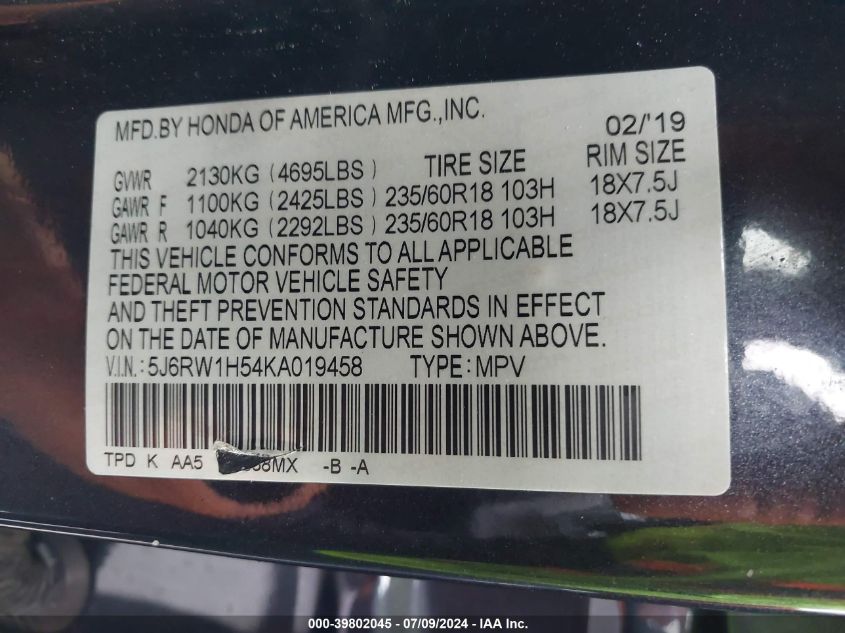 MFD.BY HONDA OF AMERICA MFG.,INC. 02/'19
GVWR 2130KG (4695LBS) TIRE SIZE RIM SIZE
GAWR F 1100KG (2425LBS) 235/60R18 103H 18X7.5J
GAWR R 1040KG (2292LBS) 235/60R18 103H 18X7.5J
THIS VEHICLE CONFORMS TO ALL APPLICABLE
FEDERAL MOTOR VEHICLE SAFETY
AND THEFT PREVENTION STANDARDS IN EFFECT
ON THE DATE OF MANUFACTURE SHOWN ABOVE.
V.I.N.: 5J6RW1H54KA019458 TYPE: MPV
TPD K AA5 -B -A
000-39802045 / 07/09/2024 - IAA Inc.